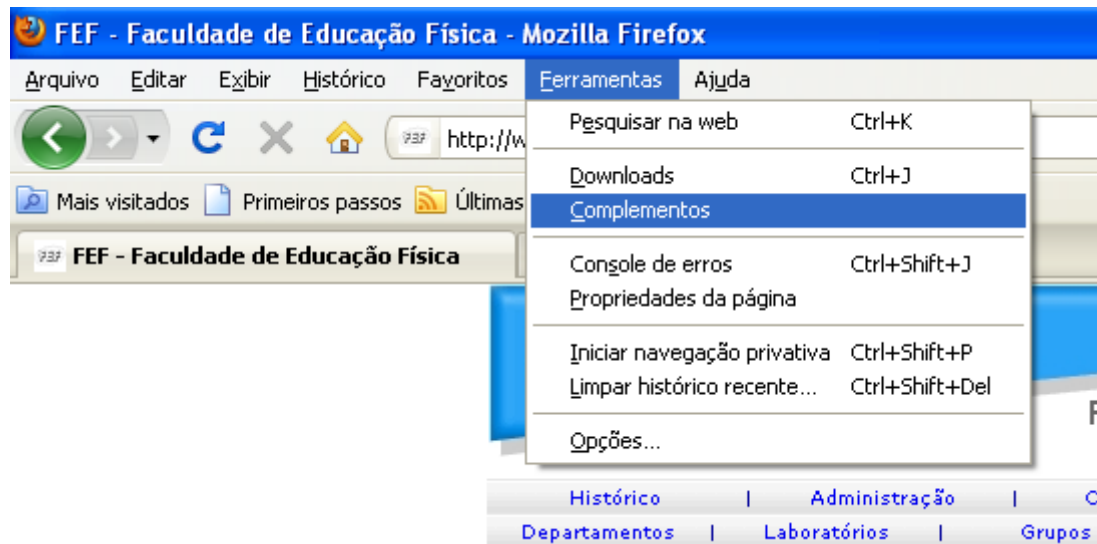 FEF - Faculdade de Educação Física - Mozilla Firefox
Arquivo Editar Exibir Histórico Favoritos Ferramentas Ajuda
http://w
Mais visitados Primeiros passos Últimas
FEF - Faculdade de Educação Física
Pesquisar na web Ctrl+K
Downloads Ctrl+J
Complementos
Console de erros Ctrl+Shift+J
Propriedades da página
Iniciar navegação privativa Ctrl+Shift+P
Limpar histórico recente... Ctrl+Shift+Del
Opções...
Histórico | Administração |
Departamentos | Laboratórios | Grupos